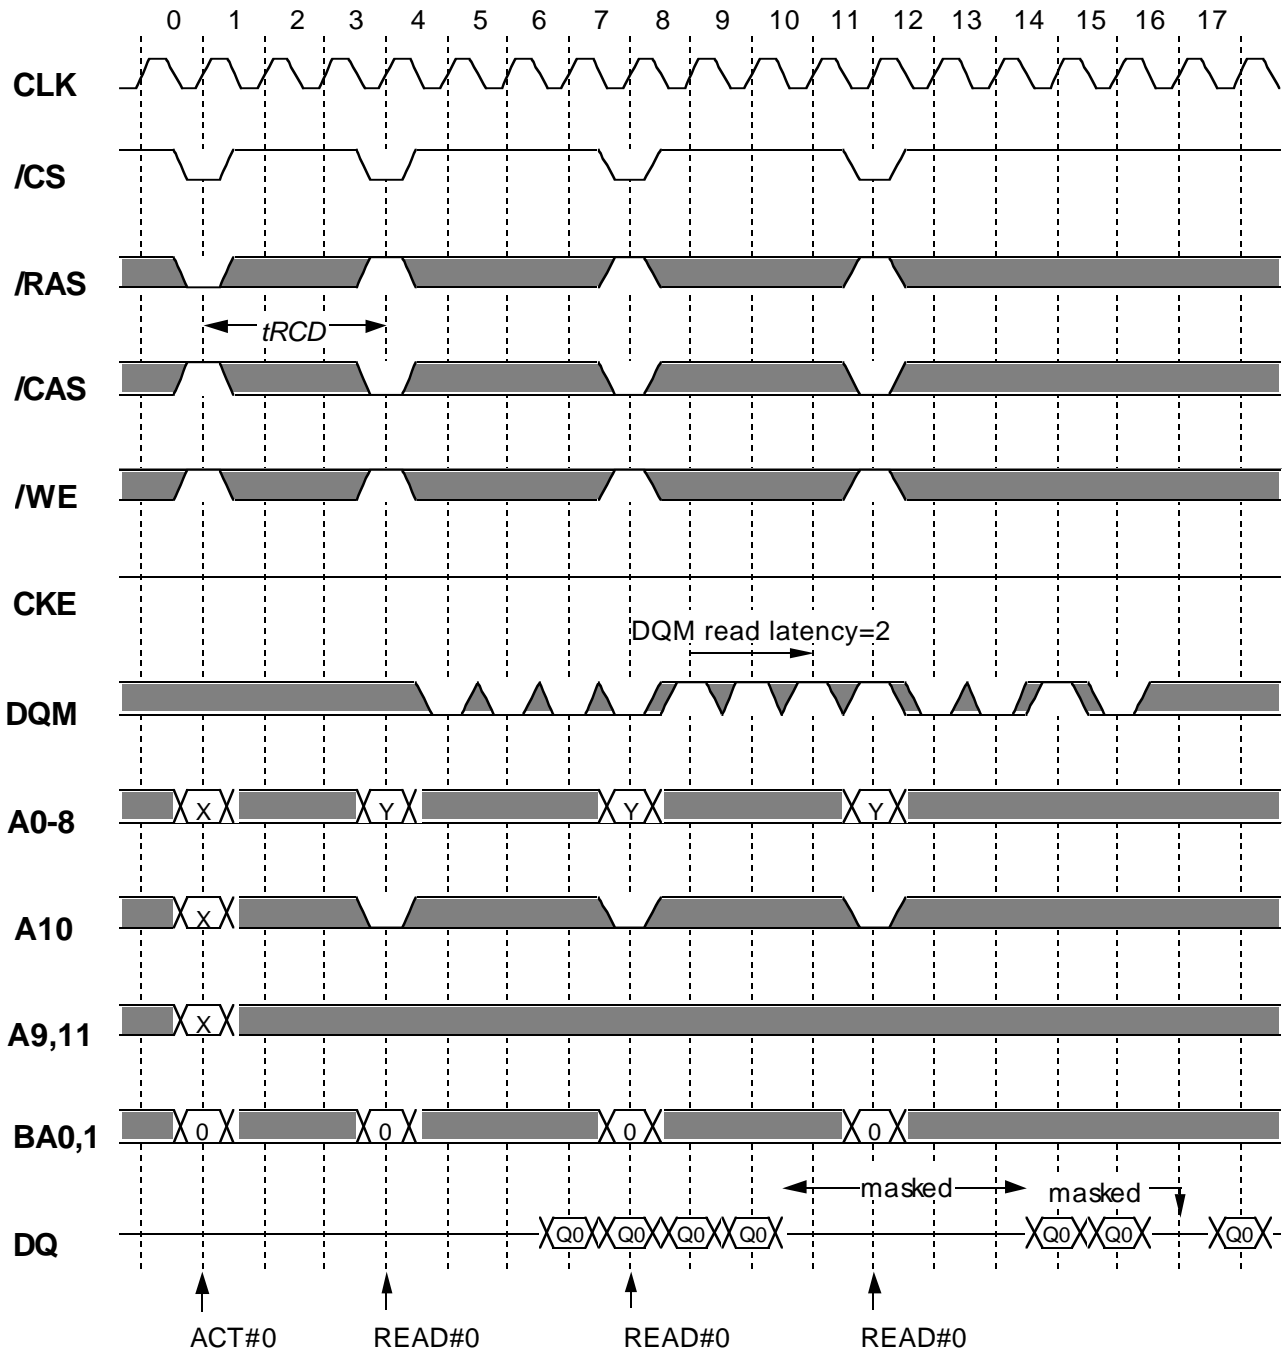 0 1 2 3 4 5 6 7 8 9 10 11 12 13 14 15 16 17
CLK
/CS
/RAS
tRCD
/CAS
/WE
CKE
DQM read latency=2
DQM
A0-8 X Y Y Y
A10 X
A9,11 X
BA0,1 0 0 0 0
masked masked
DQ Q0 Q0 Q0 Q0 Q0 Q0 Q0
ACT#0 READ#0 READ#0 READ#0